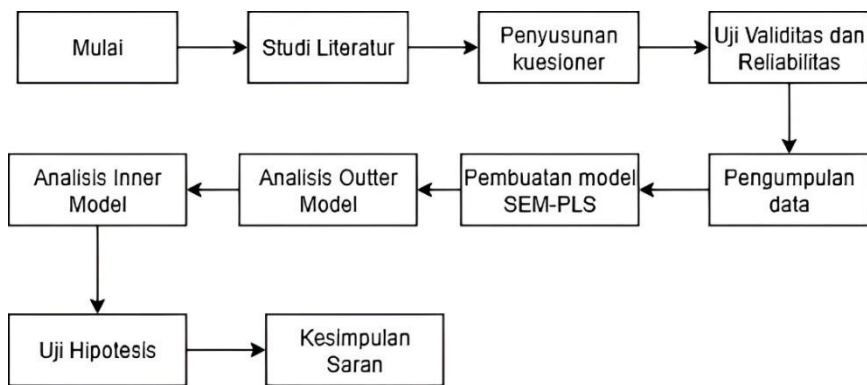 Mulai
Studi Literatur
Penyusunan
kuesioner
Uji Validitas dan
Reliabilitas
Pengumpulan
data
Pembuatan model
SEM-PLS
Analisis Outter
Model
Analisis Inner
Model
Uji Hipotesis
Kesimpulan
Saran